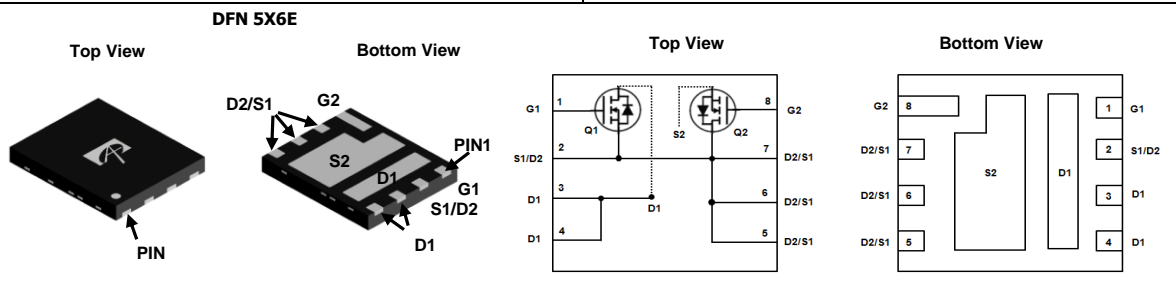 DFN 5X6E
Top View
Bottom View
D2/S1
G2
S2
D1
PIN1
G1
S1/D2
D1
PIN
Top View
G1
1
Q1
S2
Q2
8
G2
S1/D2
2
7
D2/S1
D1
3
D1
6
D2/S1
D1
4
5
D2/S1
Bottom View
G2
8
1
G1
D2/S1
7
2
S1/D2
S2
D1
D2/S1
6
3
D1
D2/S1
5
4
D1